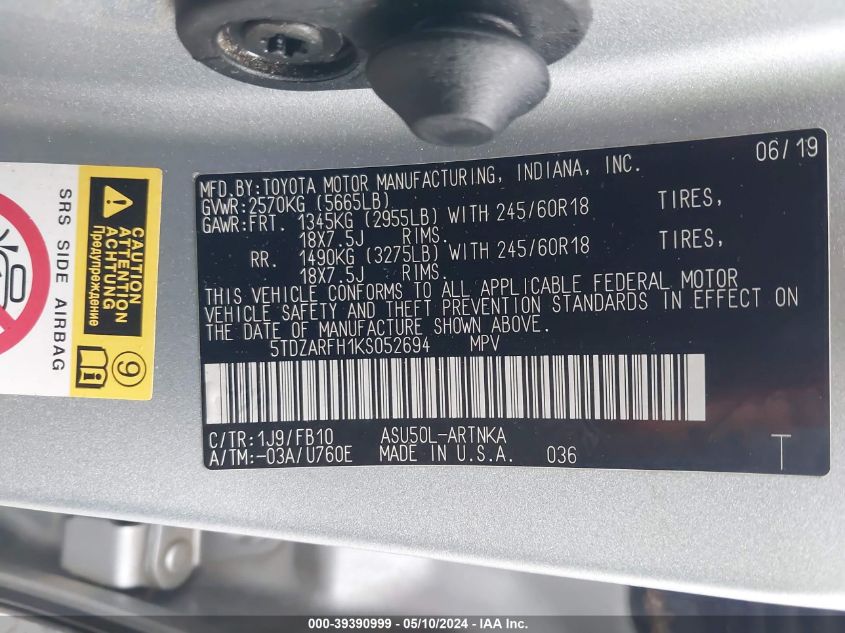 MFD.BY:TOYOTA MOTOR MANUFACTURING, INDIANA, INC. 06/19
GVWR:2570KG (5665LB)
GAWR:FRT. 1345KG (2955LB) WITH 245/60R18 TIRES,
18X7.5J RIMS.
RR. 1490KG (3275LB) WITH 245/60R18 TIRES,
18X7.5J RIMS.
THIS VEHICLE CONFORMS TO ALL APPLICABLE FEDERAL MOTOR
VEHICLE SAFETY AND THEFT PREVENTION STANDARDS IN EFFECT ON
THE DATE OF MANUFACTURE SHOWN ABOVE.
5TDZARFH1KS052694 MPV
C/TR:1J9/FB10 ASU50L-ARTNKA
A/TM:-03A/U760E MADE IN U.S.A. 036 T
SRS SIDE AIRBAG
CAUTION
ATTENTION
ACHTUNG
Предупреждение
9
000-39390999 — 05/10/2024 — IAA Inc.